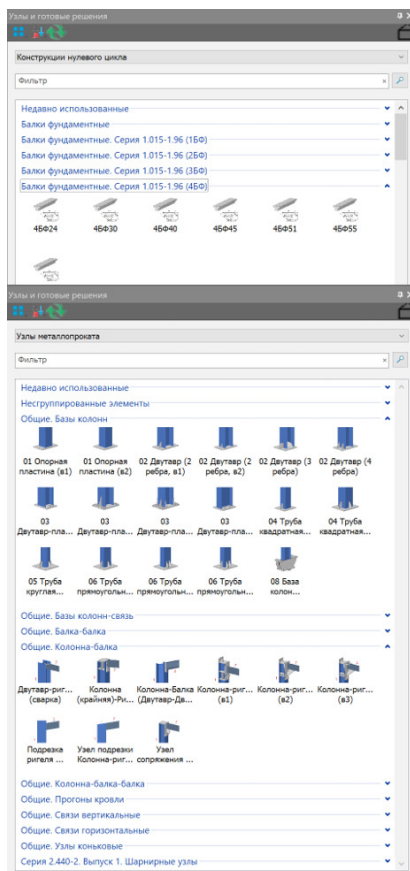 Узлы и готовые решения
Конструкции нулевого цикла
Фильтр
Недавно использованные
Балки фундаментные
Балки фундаментные. Серия 1.015-1.96 (1БФ)
Балки фундаментные. Серия 1.015-1.96 (2БФ)
Балки фундаментные. Серия 1.015-1.96 (3БФ)
Балки фундаментные. Серия 1.015-1.96 (4БФ)
4БФ24 4БФ30 4БФ40 4БФ45 4БФ51 4БФ55
Узлы и готовые решения
Узлы металлопроката
Фильтр
Недавно использованные
Несгруппированные элементы
Общие. Базы колонн
01 Опорная 01 Опорная 02 Двутавр (2 02 Двутавр (2 02 Двутавр (3 02 Двутавр (4
пластина (в1) пластина (в2) ребра, в1) ребра, в2) ребра) ребра)
03 03 03 03 04 Труба 04 Труба
Двутавр-пла... Двутавр-пла... Двутавр-пла... Двутавр-пла... квадратная... квадратная...
05 Труба 06 Труба 06 Труба 06 Труба 08 База
круглая... прямоугольн... прямоугольн... прямоугольн... колон...
Общие. Базы колонн-связь
Общие. Балка-балка
Общие. Колонна-балка
Двутавр-риг... Колонна Колонна-Балка Колонна-риг... Колонна-риг... Колонна-риг...
(сварка) (крайняя)-Ри... (Двутавр-Дв... (в1) (в2) (в3)
Подрезка Узел подрезки Узел
ригеля ... Колонна-риг... сопряжения ...
Общие. Колонна-балка-балка
Общие. Прогоны кровли
Общие. Связи вертикальные
Общие. Связи горизонтальные
Общие. Узлы коньковые
Серия 2.440-2. Выпуск 1. Шарнирные узлы